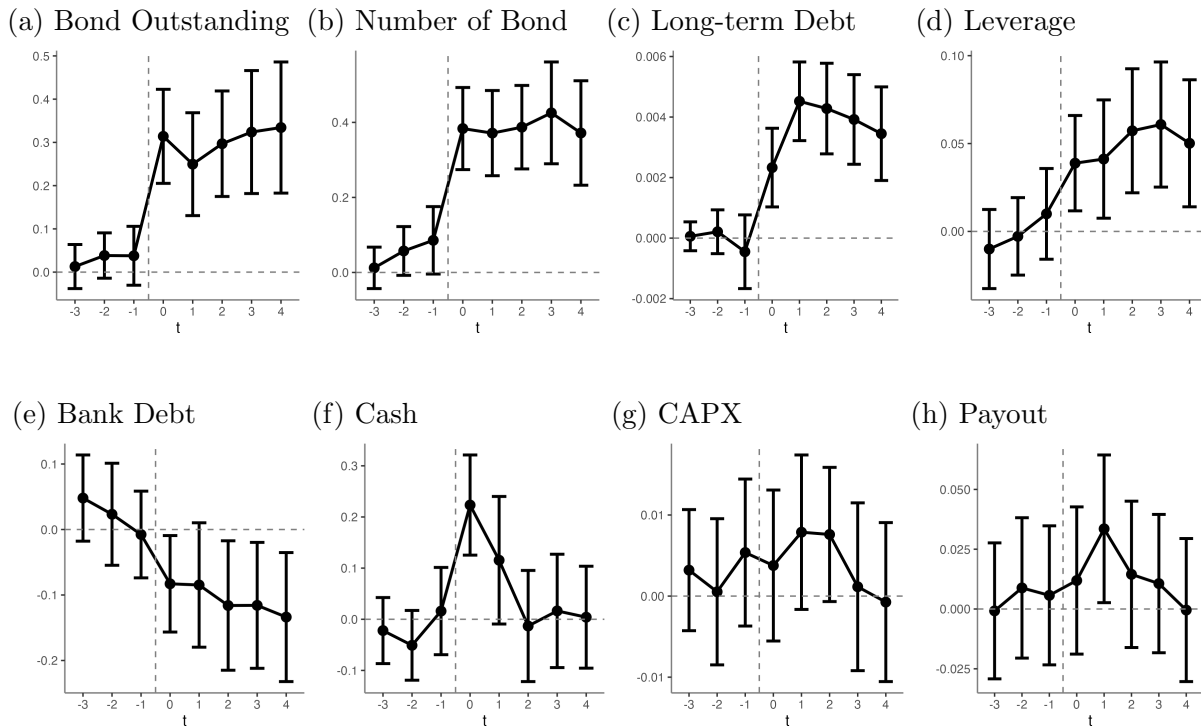 (a) Bond Outstanding (b) Number of Bond (c) Long-term Debt (d) Leverage
0.5
0.4
0.3
0.2
0.1
0.0
-3 -2 -1 0 1 2 3 4
t
0.4
0.2
0.0
-3 -2 -1 0 1 2 3 4
t
0.006
0.004
0.002
0.000
-0.002
-3 -2 -1 0 1 2 3 4
t
0.10
0.05
0.00
-3 -2 -1 0 1 2 3 4
t
(e) Bank Debt (f) Cash (g) CAPX (h) Payout
0.1
0.0
-0.1
-0.2
-3 -2 -1 0 1 2 3 4
t
0.3
0.2
0.1
0.0
-0.1
-3 -2 -1 0 1 2 3 4
t
0.01
0.00
-0.01
-3 -2 -1 0 1 2 3 4
t
0.050
0.025
0.000
-0.025
-3 -2 -1 0 1 2 3 4
t